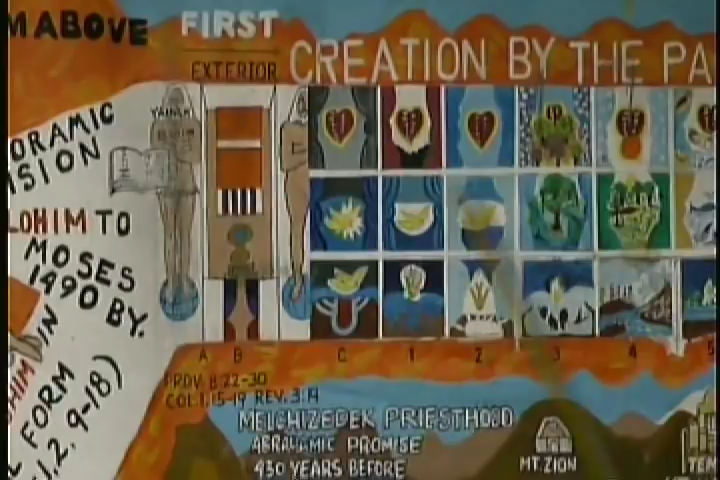 M ABOVE
FIRST
EXTERIOR
CREATION BY THE PA
ORAMIC
ISION
LOHIM TO
MOSES
1490 BY.
IN
FORM
1,2, 9-18)
A B C 1 2 3 4 5
PROV 8:22-30
COL 1:15-19 REV. 3:14
MELCHIZEDEK PRIESTHOOD
ABRAHAMIC PROMISE
430 YEARS BEFORE
MT. ZION
TEN